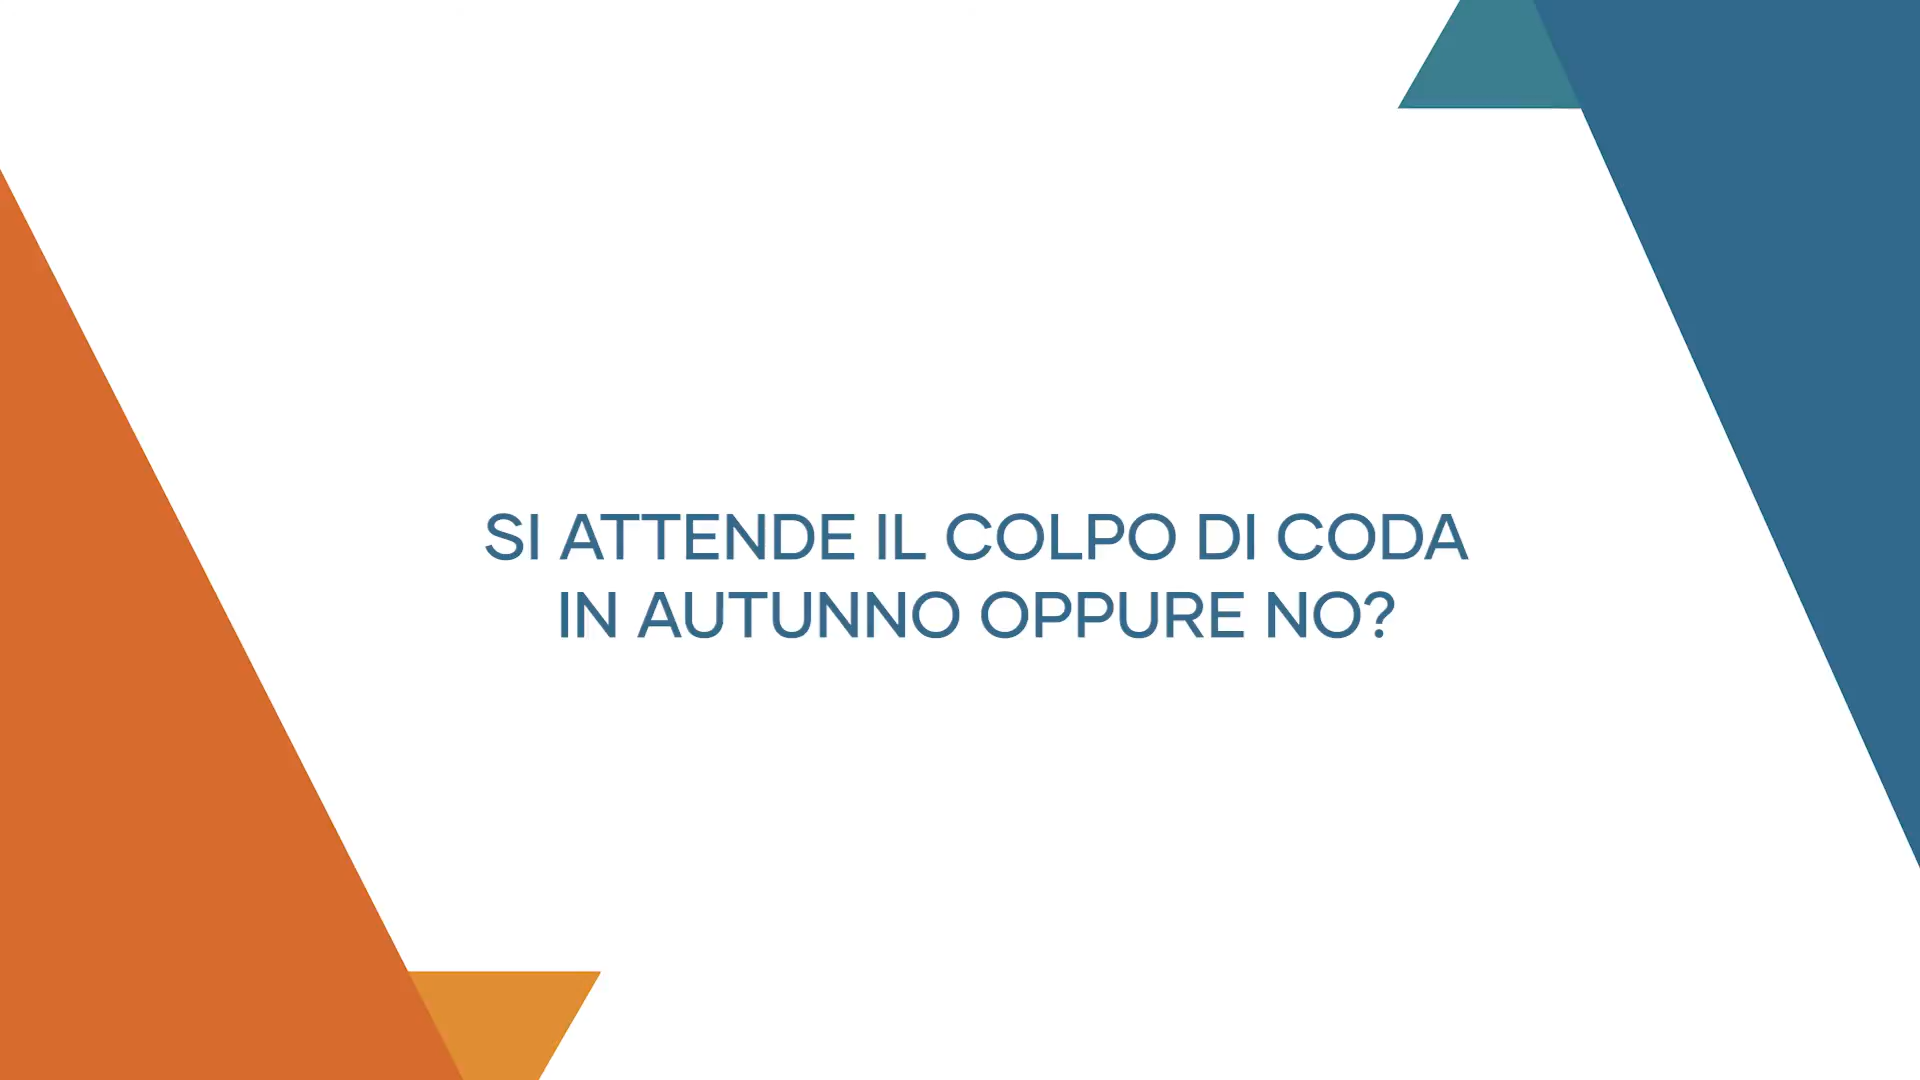 SI ATTENDE IL COLPO DI CODA
IN AUTUNNO OPPURE NO?